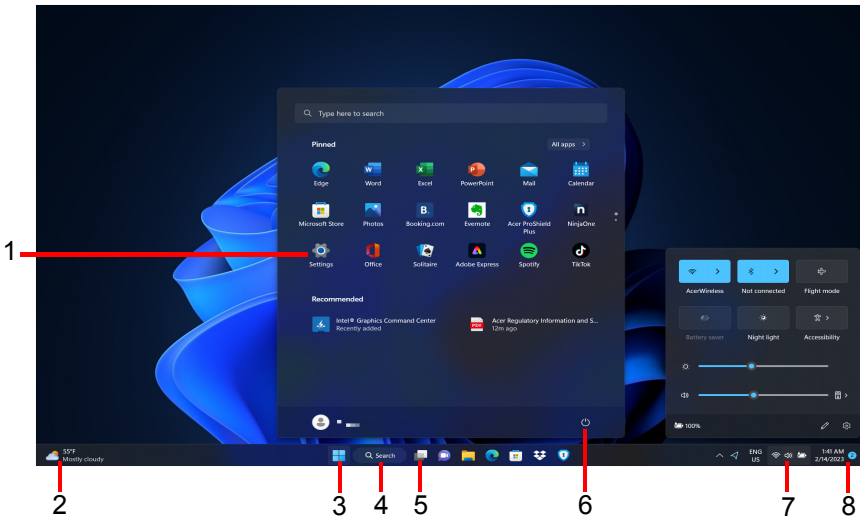 Type here to search
Pinned
All apps >
Edge
Word
Excel
PowerPoint
Mail
Calendar
Microsoft Store
Photos
Booking.com
Evernote
Acer ProShield
Plus
NinjaOne
Settings
Office
Solitaire
Adobe Express
Spotify
TikTok
Recommended
Intel® Graphics Command Center
Recently added
PDF
Acer Regulatory Information and S...
12m ago
1
AcerWireless
Not connected
Flight mode
Battery saver
Night light
Accessibility
100%
55°F
Mostly cloudy
Search
ENG
US
1:41 AM
2/14/2023
2
2
3
4
5
6
7
8